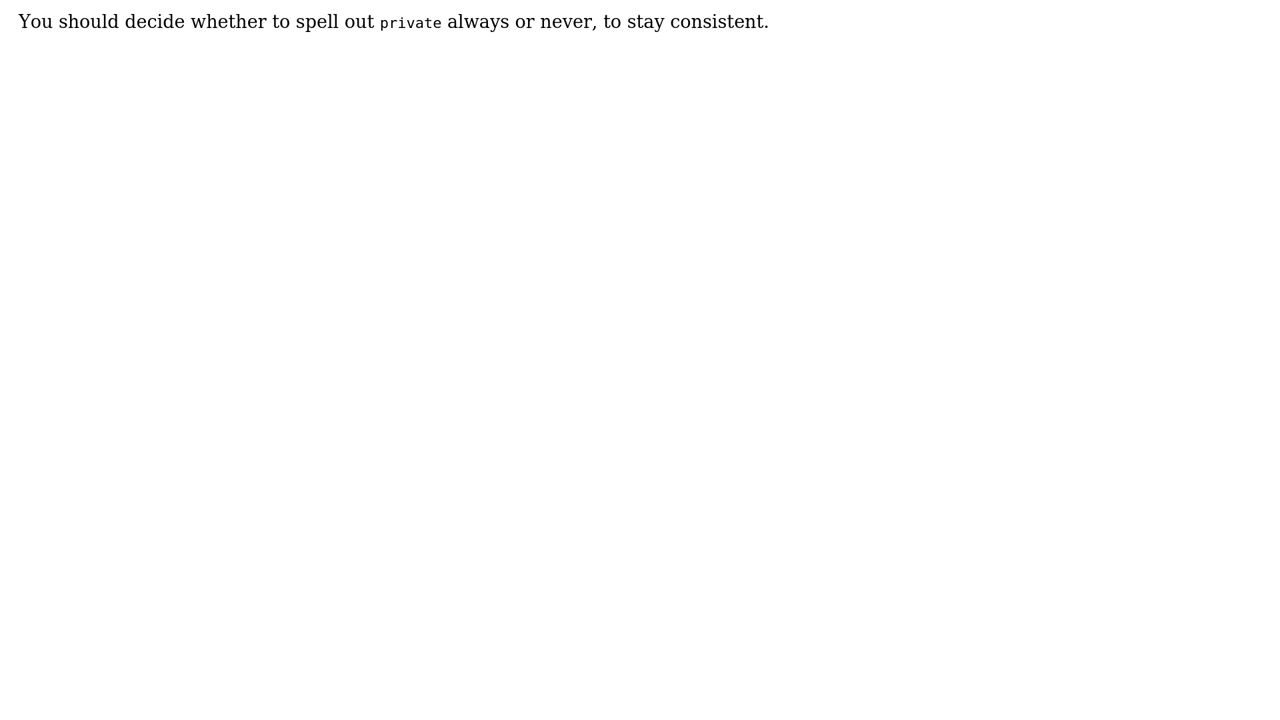 You should decide whether to spell out private always or never, to stay consistent.